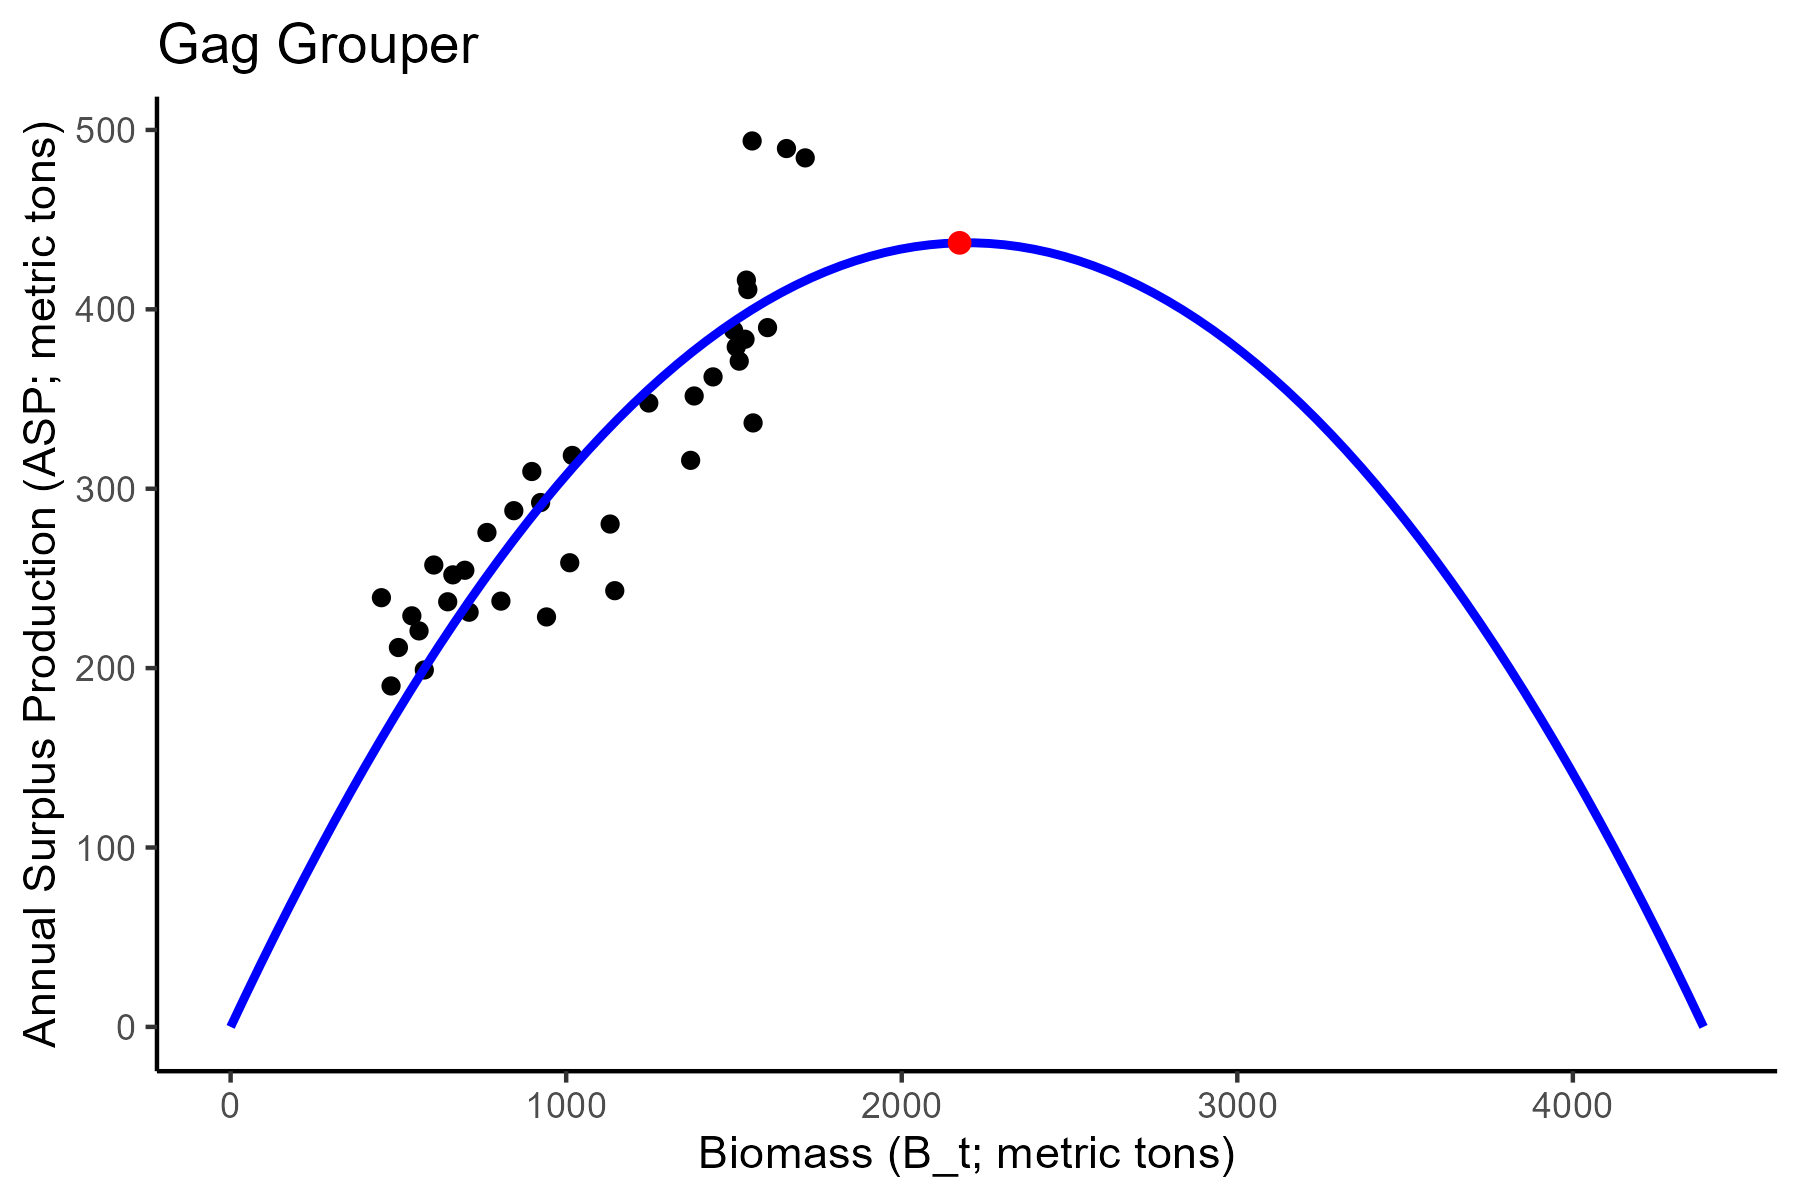 Gag Grouper
Annual Surplus Production (ASP; metric tons)
500
400
300
200
100
0
0 1000 2000 3000 4000
Biomass (B_t; metric tons)